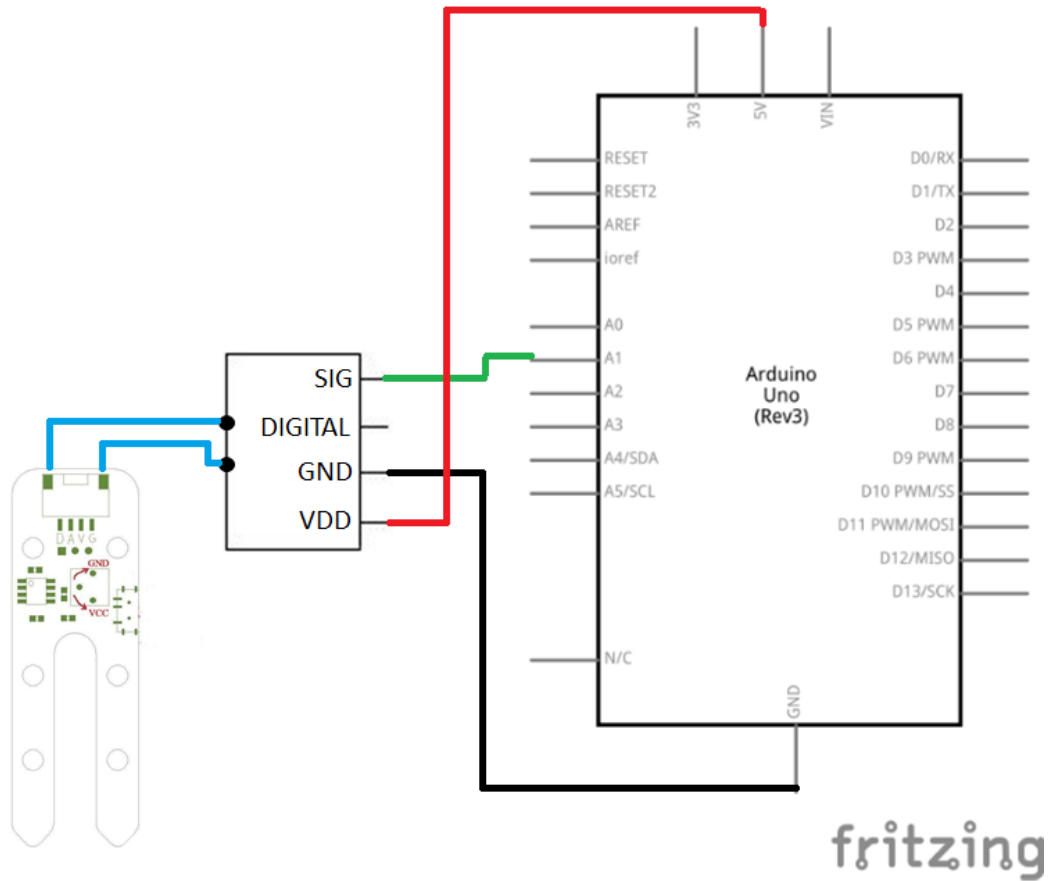 3V3
5V
VIN
RESET
RESET2
AREF
ioref
A0
A1
A2
A3
A4/SDA
A5/SCL
N/C
D0/RX
D1/TX
D2
D3 PWM
D4
D5 PWM
D6 PWM
D7
D8
D9 PWM
D10 PWM/SS
D11 PWM/MOSI
D12/MISO
D13/SCK
Arduino
Uno
(Rev3)
GND
SIG
DIGITAL
GND
VDD
D A V G
GND
VCC
fritzing